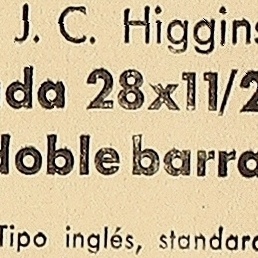 J. C. Higgins
da 28x11/2
doble barra
Tipo inglés, standard